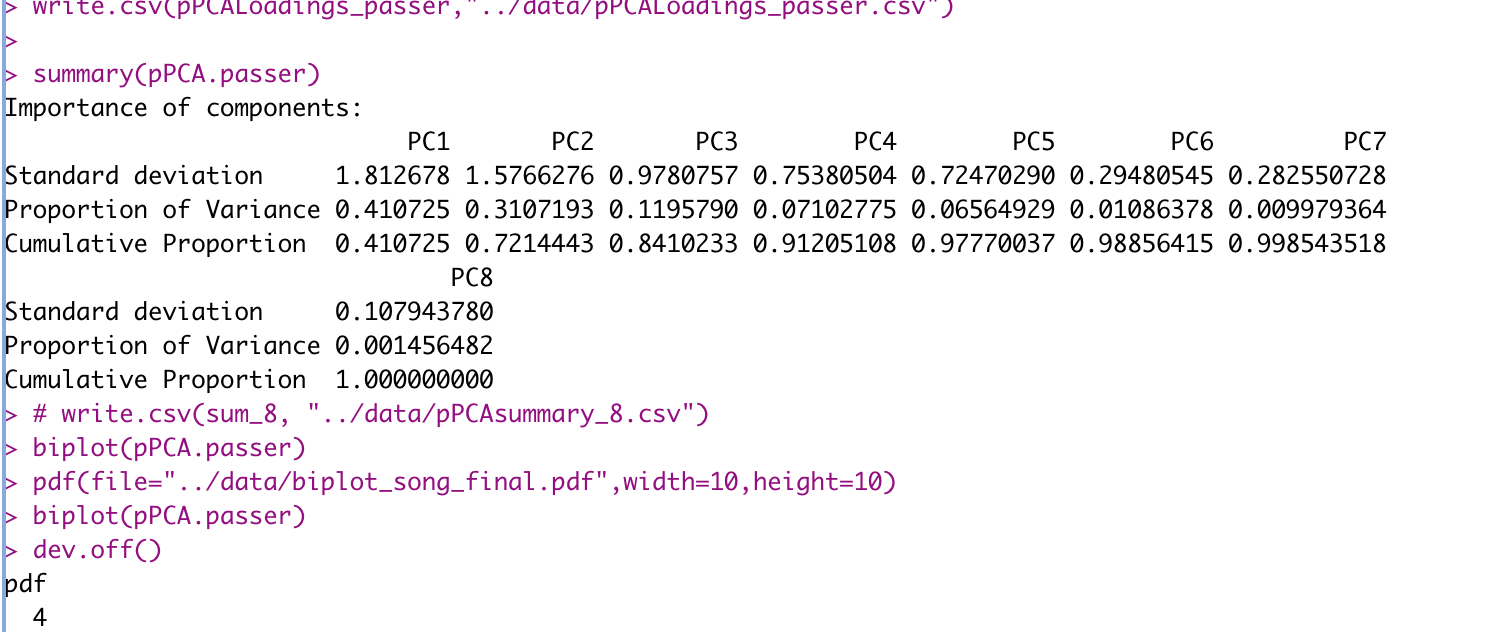 > write.csv(pPCALoadings_passer,"../data/pPCALoadings_passer.csv")
>
> summary(pPCA.passer)
Importance of components:
                            PC1       PC2       PC3        PC4        PC5        PC6         PC7
Standard deviation     1.812678 1.5766276 0.9780757 0.75380504 0.72470290 0.29480545 0.282550728
Proportion of Variance 0.410725 0.3107193 0.1195790 0.07102775 0.06564929 0.01086378 0.009979364
Cumulative Proportion  0.410725 0.7214443 0.8410233 0.91205108 0.97770037 0.98856415 0.998543518
                               PC8
Standard deviation     0.107943780
Proportion of Variance 0.001456482
Cumulative Proportion  1.000000000
> # write.csv(sum_8, "../data/pPCAsummary_8.csv")
> biplot(pPCA.passer)
> pdf(file="../data/biplot_song_final.pdf",width=10,height=10)
> biplot(pPCA.passer)
> dev.off()
pdf
  4